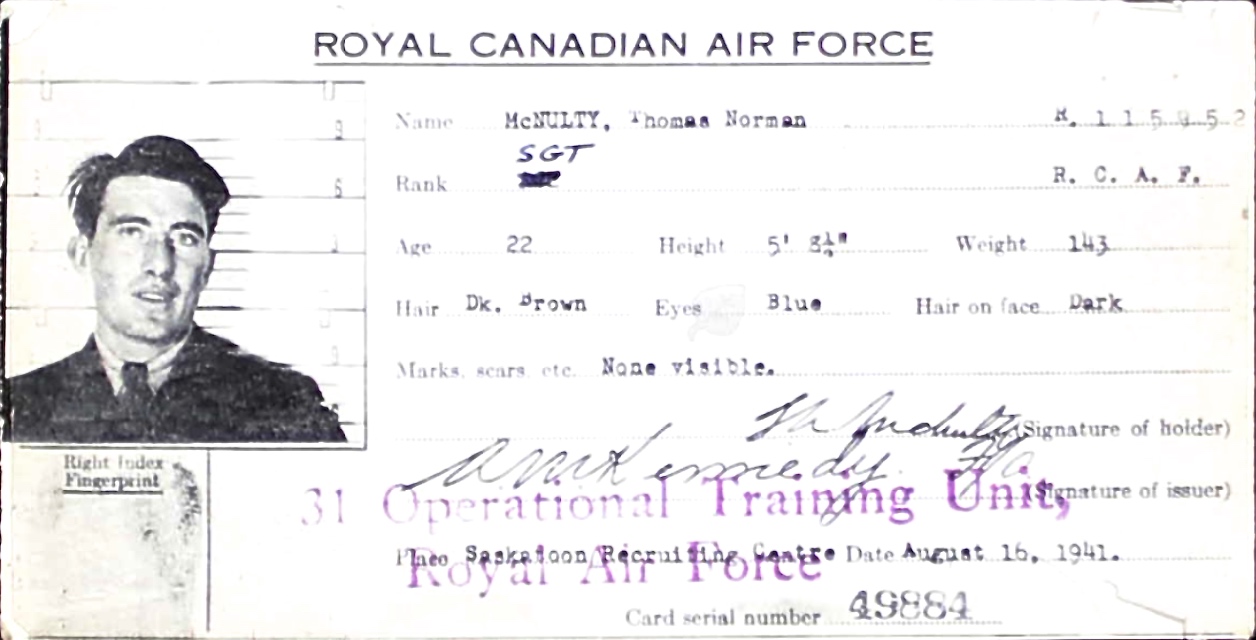 ROYAL CANADIAN AIR FORCE
Name McNULTY, Thomas Norman R. 115952
SGT
Rank R. C. A. F.
Age 22 Height 5' 8¼" Weight 143
Hair Dk. Brown Eyes Blue Hair on face Dark
Marks, scars, etc. None visible.
(Signature of holder)
Right Index
Fingerprint
(Signature of issuer)
31 Operational Training Unit,
Place Saskatoon Recruiting Centre Date August 16, 1941.
Royal Air Force
Card serial number 49884